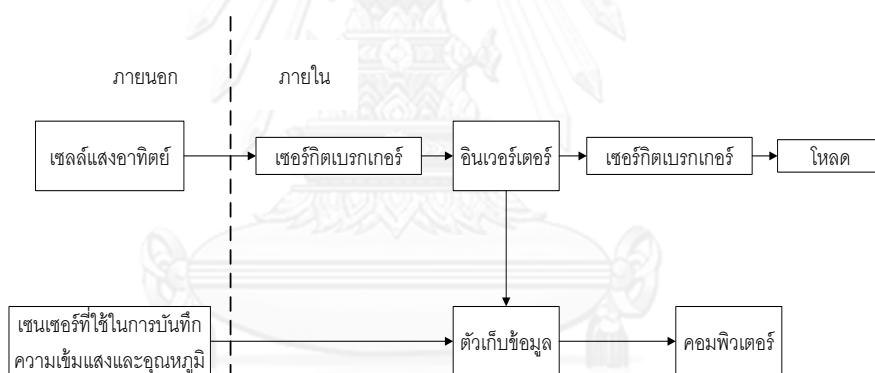 ภายนอก
ภายใน
เซลล์แสงอาทิตย์
เซอร์กิตเบรกเกอร์
อินเวอร์เตอร์
เซอร์กิตเบรกเกอร์
โหลด
เซนเซอร์ที่ใช้ในการบันทึก
ความเข้มแสงและอุณหภูมิ
ตัวเก็บข้อมูล
คอมพิวเตอร์